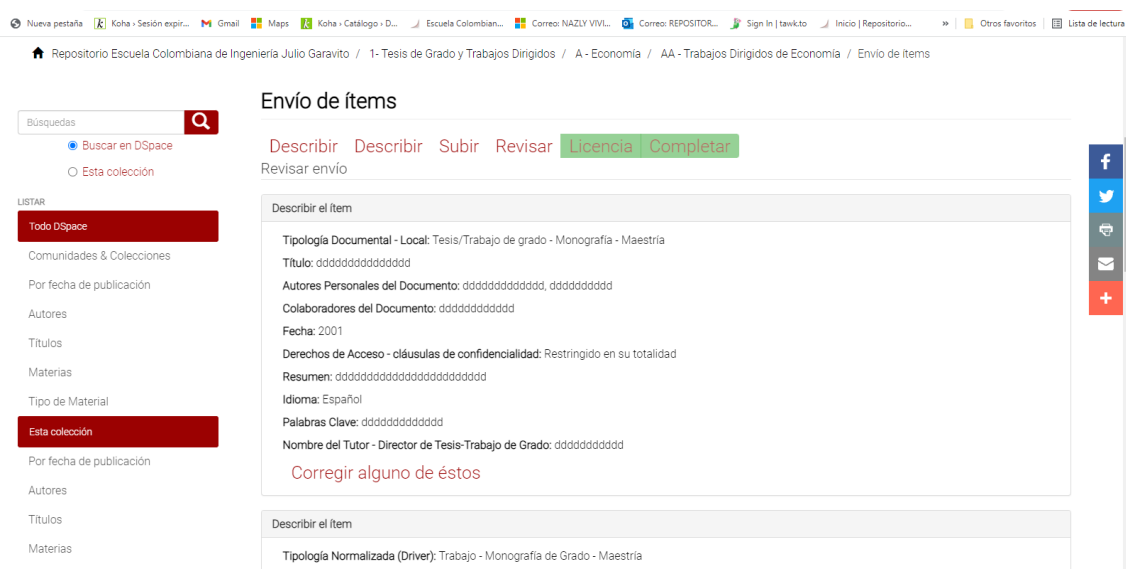 Nueva pestaña Koha › Sesión expir... Gmail Maps Koha › Catálogo › D... Escuela Colombian... Correo: NAZLY VIVI... Correo: REPOSITOR... Sign In | tawk.to Inicio | Repositorio... » Otros favoritos Lista de lectura
Repositorio Escuela Colombiana de Ingeniería Julio Garavito / 1- Tesis de Grado y Trabajos Dirigidos / A - Economía / AA - Trabajos Dirigidos de Economía / Envío de ítems
Búsquedas
Buscar en DSpace
Esta colección
LISTAR
Todo DSpace
Comunidades & Colecciones
Por fecha de publicación
Autores
Títulos
Materias
Tipo de Material
Esta colección
Por fecha de publicación
Autores
Títulos
Materias
Envío de ítems
Describir Describir Subir Revisar Licencia Completar
Revisar envío
Describir el ítem
Tipología Documental - Local: Tesis/Trabajo de grado - Monografía - Maestría
Título: ddddddddddddddd
Autores Personales del Documento: ddddddddddddd, dddddddddd
Colaboradores del Documento: dddddddddddd
Fecha: 2001
Derechos de Acceso - cláusulas de confidencialidad: Restringido en su totalidad
Resumen: dddddddddddddddddddddddd
Idioma: Español
Palabras Clave: ddddddddddddd
Nombre del Tutor - Director de Tesis-Trabajo de Grado: ddddddddddd
Corregir alguno de éstos
Describir el ítem
Tipología Normalizada (Driver): Trabajo - Monografía de Grado - Maestría